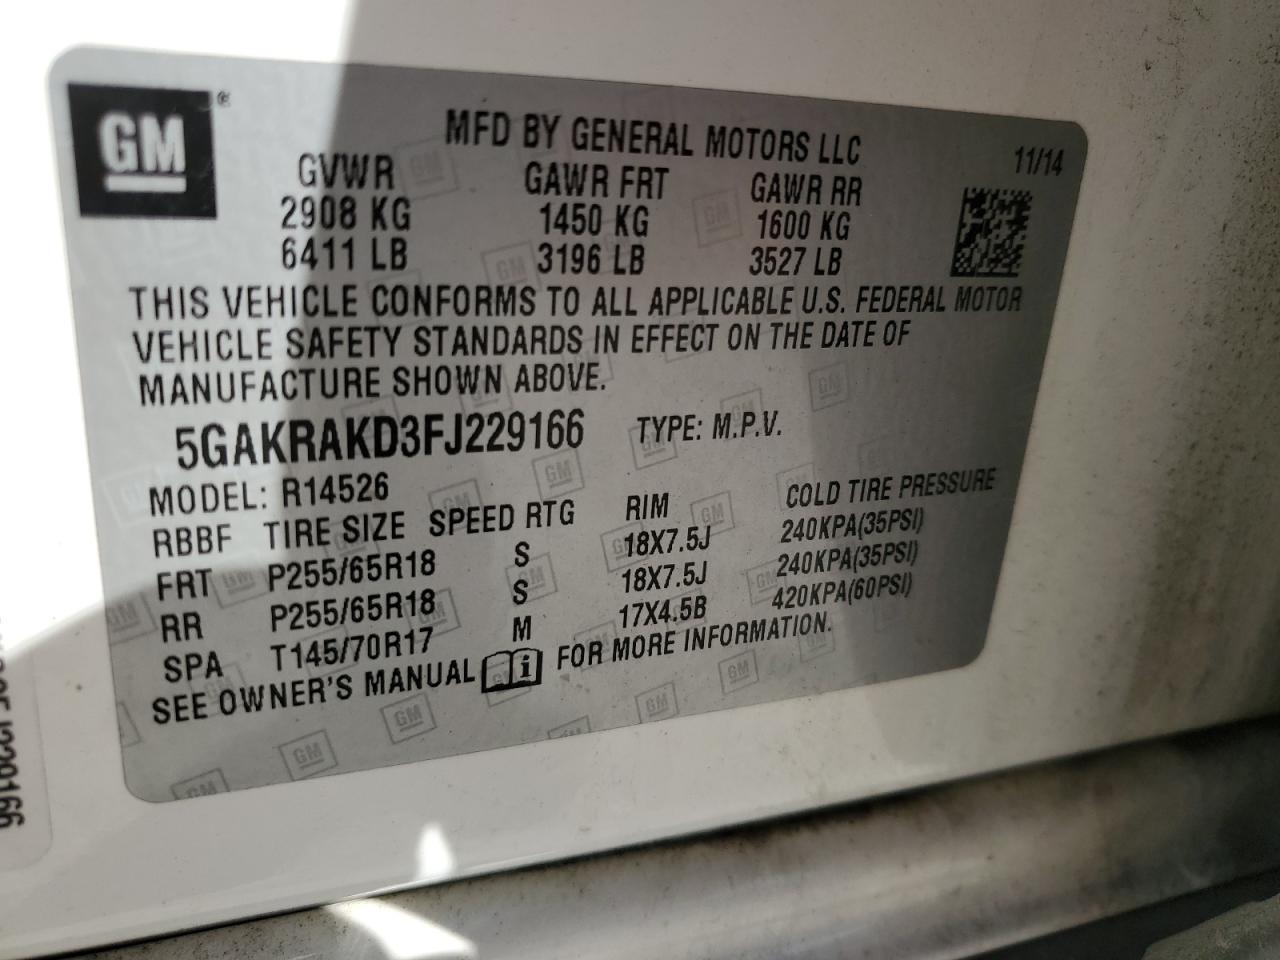 GM®
MFD BY GENERAL MOTORS LLC
11/14
GVWR GAWR FRT GAWR RR
2908 KG 1450 KG 1600 KG
6411 LB 3196 LB 3527 LB
THIS VEHICLE CONFORMS TO ALL APPLICABLE U.S. FEDERAL MOTOR
VEHICLE SAFETY STANDARDS IN EFFECT ON THE DATE OF
MANUFACTURE SHOWN ABOVE.
5GAKRAKD3FJ229166 TYPE: M.P.V.
MODEL: R14526
RBBF TIRE SIZE SPEED RTG RIM COLD TIRE PRESSURE
FRT P255/65R18 S 18X7.5J 240KPA(35PSI)
RR P255/65R18 S 18X7.5J 240KPA(35PSI)
SPA T145/70R17 M 17X4.5B 420KPA(60PSI)
SEE OWNER'S MANUAL i FOR MORE INFORMATION.